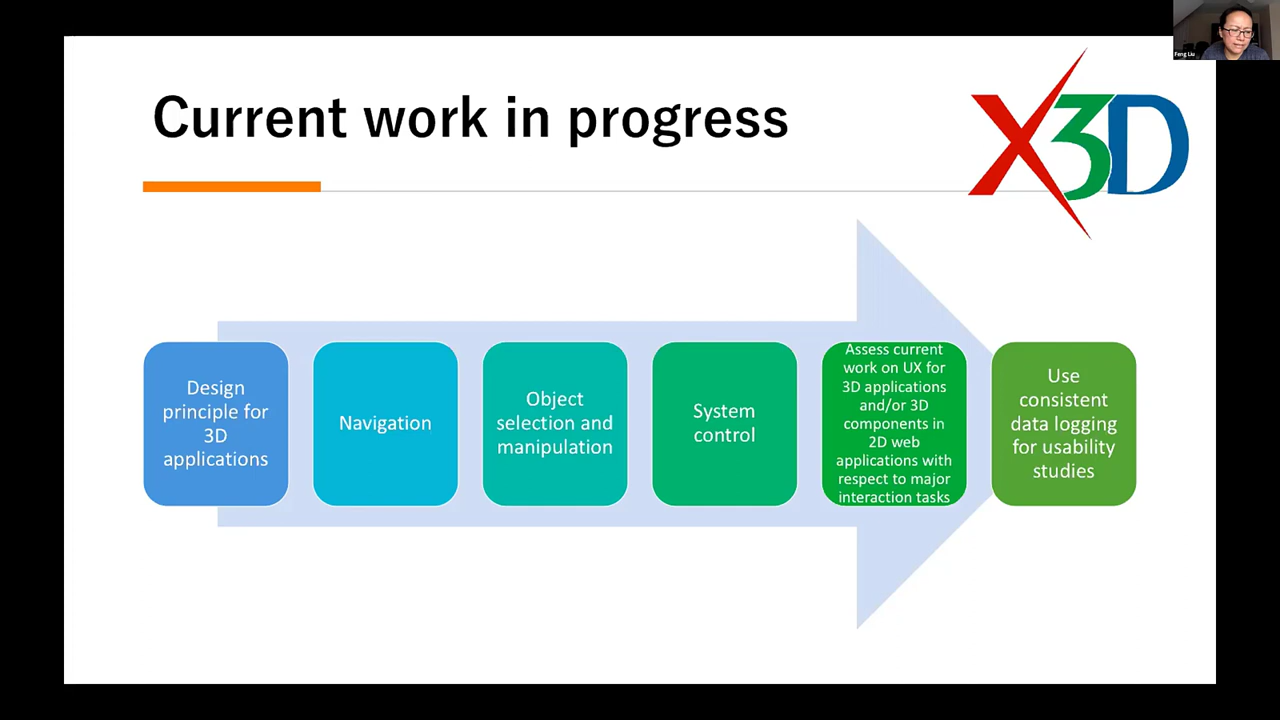 Feng Liu
Current work in progress
X3D
Design
principle for
3D
applications
Navigation
Object
selection and
manipulation
System
control
Assess current
work on UX for
3D applications
and/or 3D
components in
2D web
applications with
respect to major
interaction tasks
Use
consistent
data logging
for usability
studies